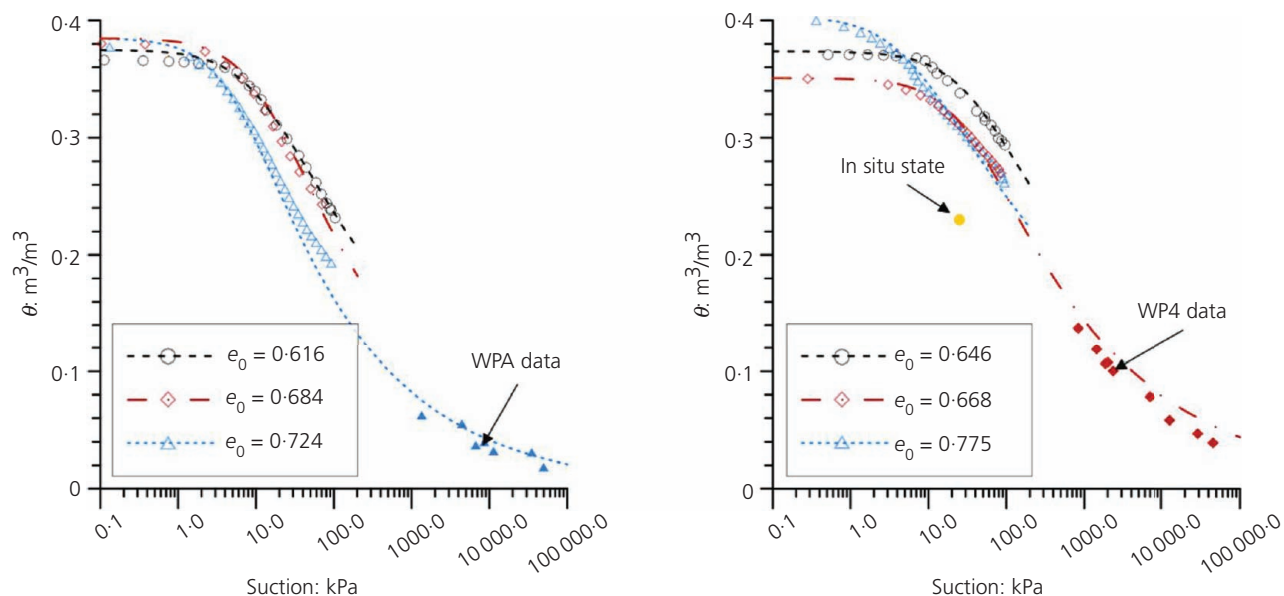 0·4
0·3
0·2
0·1
0
θ: m³/m³
e₀ = 0·616
e₀ = 0·684
e₀ = 0·724
WPA data
0·1
1·0
10·0
100·0
1000·0
10 000·0
100 000·0
Suction: kPa
0·4
0·3
0·2
0·1
0
θ: m³/m³
In situ state
WP4 data
e₀ = 0·646
e₀ = 0·668
e₀ = 0·775
0·1
1·0
10·0
100·0
1000·0
10 000·0
100 000·0
Suction: kPa